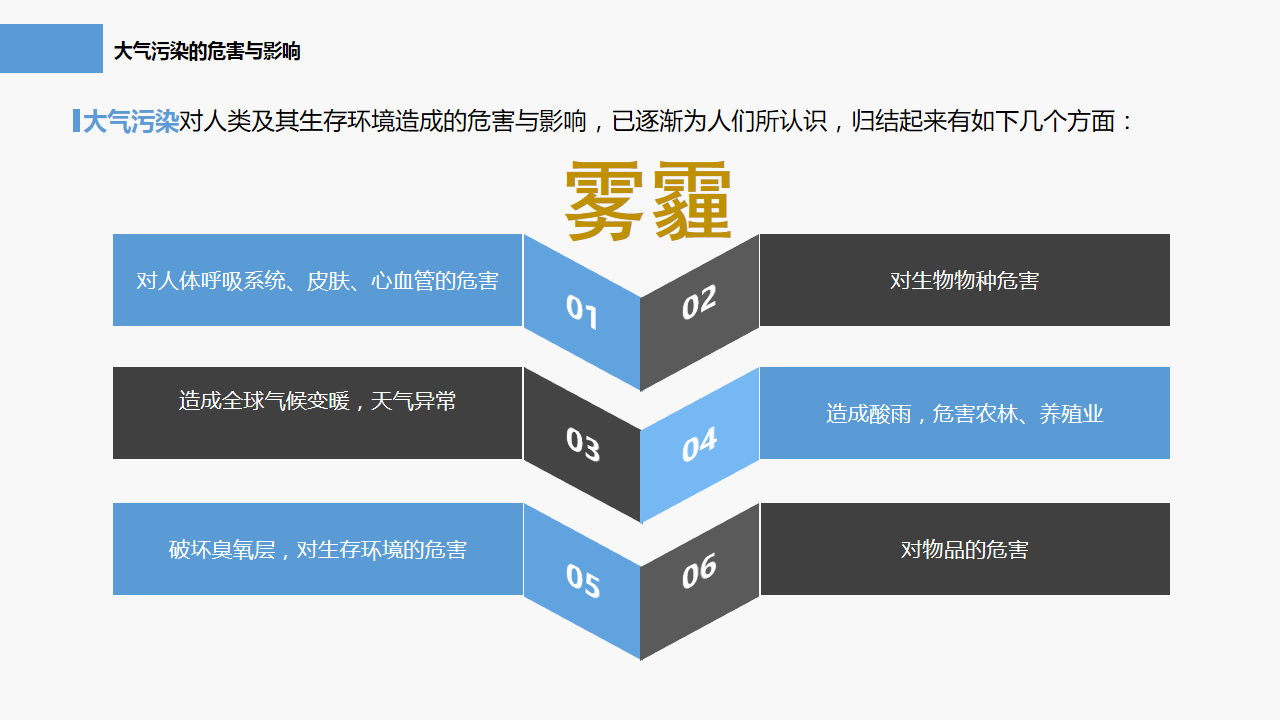 大气污染的危害与影响
大气污染对人类及其生存环境造成的危害与影响，已逐渐为人们所认识，归结起来有如下几个方面：
雾霾
对人体呼吸系统、皮肤、心血管的危害
01
02
对生物物种危害
造成全球气候变暖，天气异常
03
04
造成酸雨，危害农林、养殖业
破坏臭氧层，对生存环境的危害
05
06
对物品的危害